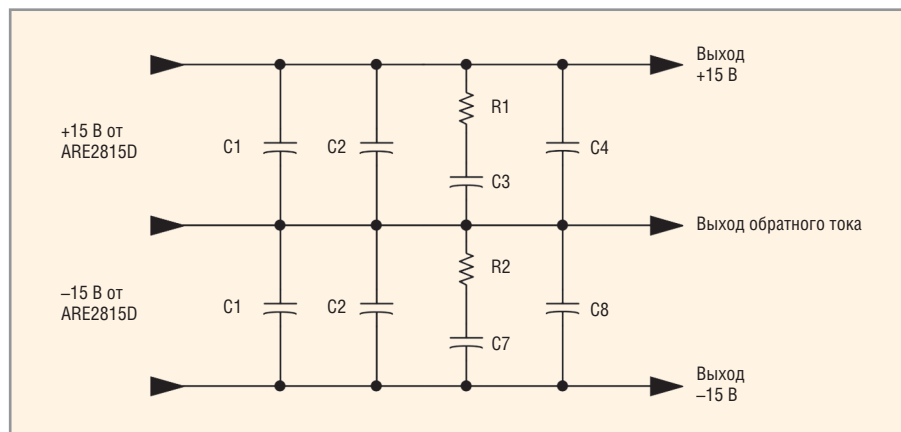 Выход
+15 В
R1
+15 В от
ARE2815D
C1
C2
C4
C3
Выход обратного тока
R2
–15 В от
ARE2815D
C1
C2
C8
C7
Выход
–15 В